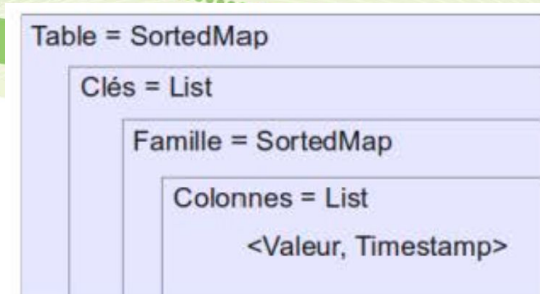 Table = SortedMap
Clés = List
Famille = SortedMap
Colonnes = List
<Valeur, Timestamp>